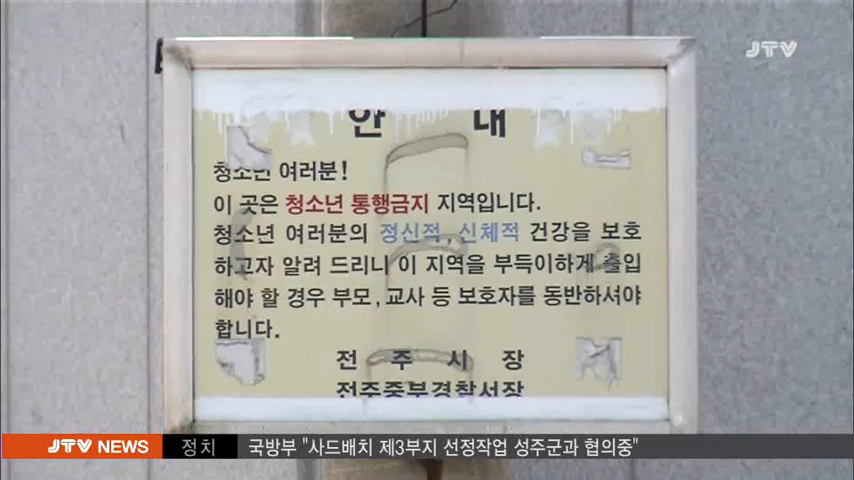 JTV
안 내
청소년 여러분!
이 곳은 청소년 통행금지 지역입니다.
청소년 여러분의 정신적, 신체적 건강을 보호
하고자 알려 드리니 이 지역을 부득이하게 출입
해야 할 경우 부모, 교사 등 보호자를 동반하셔야
합니다.
전 주 시 장
전주중부경찰서장
JTV NEWS 정치 국방부 "사드배치 제3부지 선정작업 성주군과 협의중"